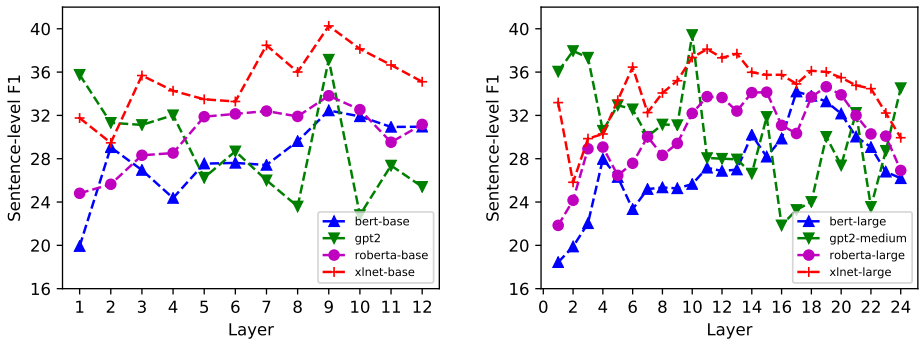 Sentence-level F1
40
36
32
28
24
20
16
1 2 3 4 5 6 7 8 9 10 11 12
Layer
bert-base
gpt2
roberta-base
xlnet-base
Sentence-level F1
40
36
32
28
24
20
16
0 2 4 6 8 10 12 14 16 18 20 22 24
Layer
bert-large
gpt2-medium
roberta-large
xlnet-large